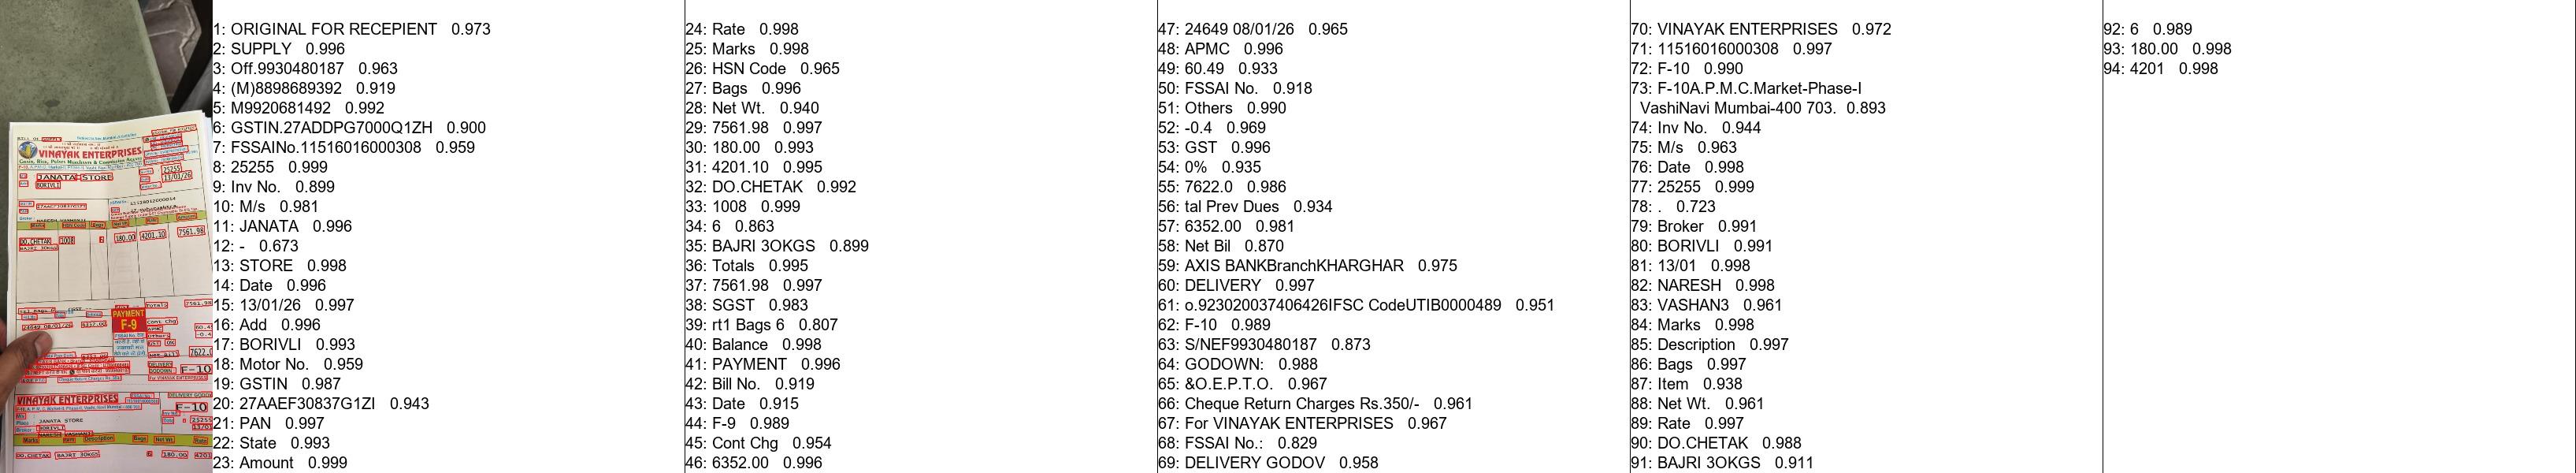 1: ORIGINAL FOR RECEPIENT 0.973
2: SUPPLY 0.996
3: Off.9930480187 0.963
4: (M)8898689392 0.919
5: M9920681492 0.992
6: GSTIN.27ADDPG7000Q1ZH 0.900
7: FSSAINo.11516016000308 0.959
8: 25255 0.999
9: Inv No. 0.899
10: M/s 0.981
11: JANATA 0.996
12: - 0.673
13: STORE 0.998
14: Date 0.996
15: 13/01/26 0.997
16: Add 0.996
17: BORIVLI 0.993
18: Motor No. 0.959
19: GSTIN 0.987
20: 27AAEF30837G1ZI 0.943
21: PAN 0.997
22: State 0.993
23: Amount 0.999
24: Rate 0.998
25: Marks 0.998
26: HSN Code 0.965
27: Bags 0.996
28: Net Wt. 0.940
29: 7561.98 0.997
30: 180.00 0.993
31: 4201.10 0.995
32: DO.CHETAK 0.992
33: 1008 0.999
34: 6 0.863
35: BAJRI 3OKGS 0.899
36: Totals 0.995
37: 7561.98 0.997
38: SGST 0.983
39: rt1 Bags 6 0.807
40: Balance 0.998
41: PAYMENT 0.996
42: Bill No. 0.919
43: Date 0.915
44: F-9 0.989
45: Cont Chg 0.954
46: 6352.00 0.996
47: 24649 08/01/26 0.965
48: APMC 0.996
49: 60.49 0.933
50: FSSAI No. 0.918
51: Others 0.990
52: -0.4 0.969
53: GST 0.996
54: 0% 0.935
55: 7622.0 0.986
56: tal Prev Dues 0.934
57: 6352.00 0.981
58: Net Bil 0.870
59: AXIS BANKBranchKHARGHAR 0.975
60: DELIVERY 0.997
61: o.923020037406426IFSC CodeUTIB0000489 0.951
62: F-10 0.989
63: S/NEF9930480187 0.873
64: GODOWN: 0.988
65: &O.E.P.T.O. 0.967
66: Cheque Return Charges Rs.350/- 0.961
67: For VINAYAK ENTERPRISES 0.967
68: FSSAI No.: 0.829
69: DELIVERY GODOV 0.958
70: VINAYAK ENTERPRISES 0.972
71: 11516016000308 0.997
72: F-10 0.990
73: F-10A.P.M.C.Market-Phase-I
VashiNavi Mumbai-400 703. 0.893
74: Inv No. 0.944
75: M/s 0.963
76: Date 0.998
77: 25255 0.999
78: . 0.723
79: Broker 0.991
80: BORIVLI 0.991
81: 13/01 0.998
82: NARESH 0.998
83: VASHAN3 0.961
84: Marks 0.998
85: Description 0.997
86: Bags 0.997
87: Item 0.938
88: Net Wt. 0.961
89: Rate 0.997
90: DO.CHETAK 0.988
91: BAJRI 3OKGS 0.911
92: 6 0.989
93: 180.00 0.998
94: 4201 0.998
VINAYAK ENTERPRISES
JANATA STORE
BORIVLI
25255
13/01/26
DO.CHETAK
1008
180.00
4201.10
7561.98
PAYMENT
F-9
F-10
VINAYAK ENTERPRISES
F-10
JANATA STORE